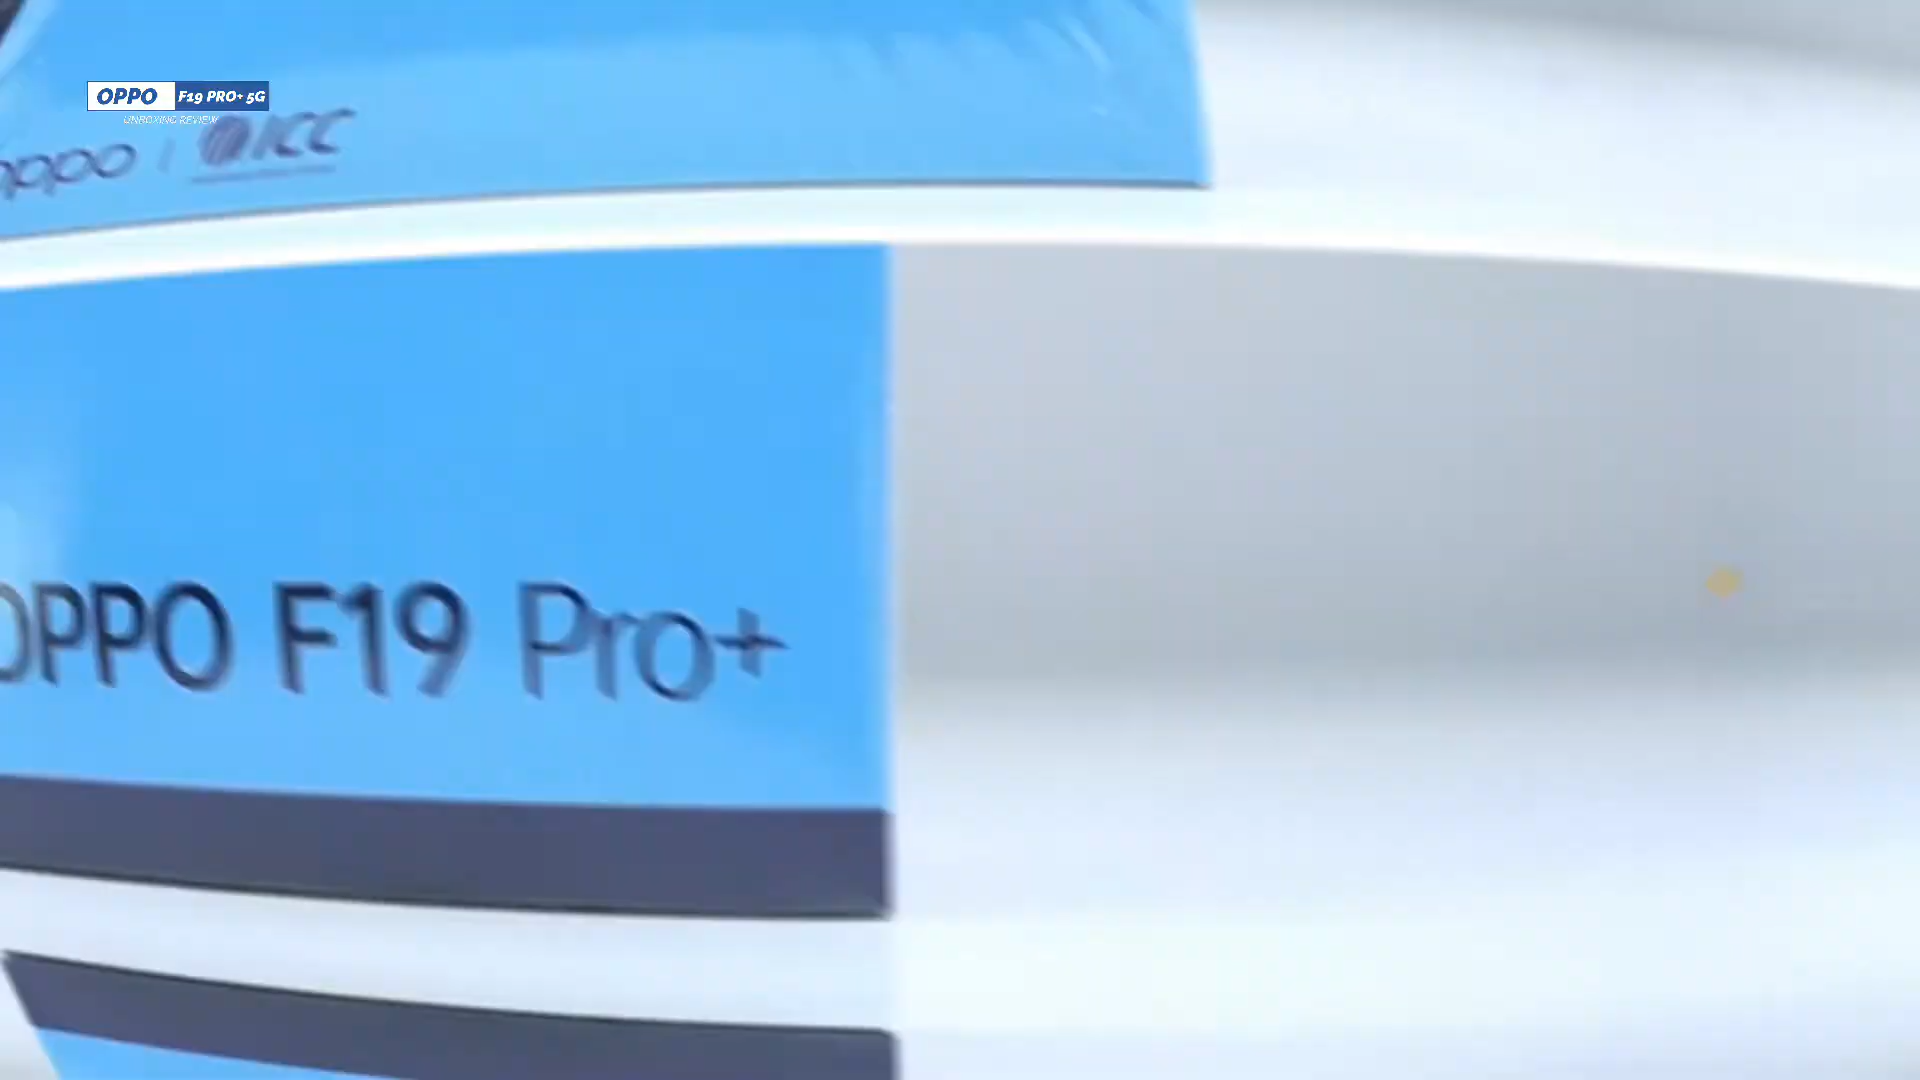 OPPO F19 PRO+ 5G
UNBOXING REVIEW
oppo | ICC
OPPO F19 Pro+